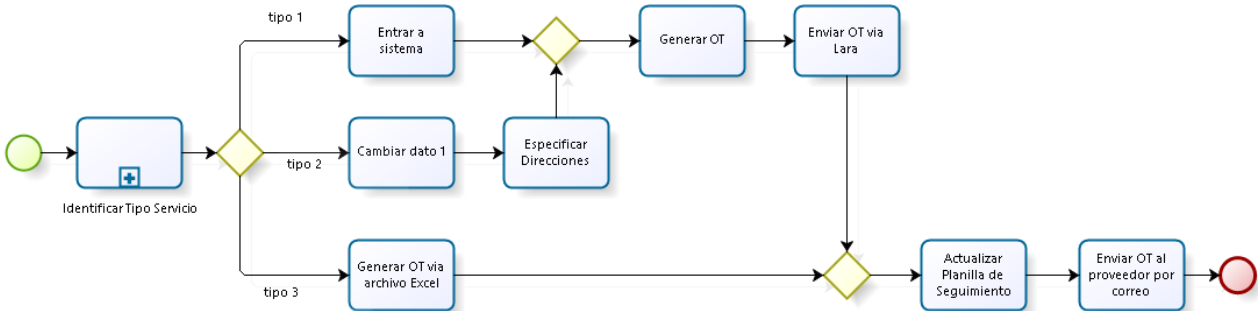 tipo 1
Entrar a
sistema
Generar OT
Enviar OT via
Lara
Identificar Tipo Servicio
tipo 2
Cambiar dato 1
Especificar
Direcciones
tipo 3
Generar OT via
archivo Excel
Actualizar
Planilla de
Seguimiento
Enviar OT al
proveedor por
correo